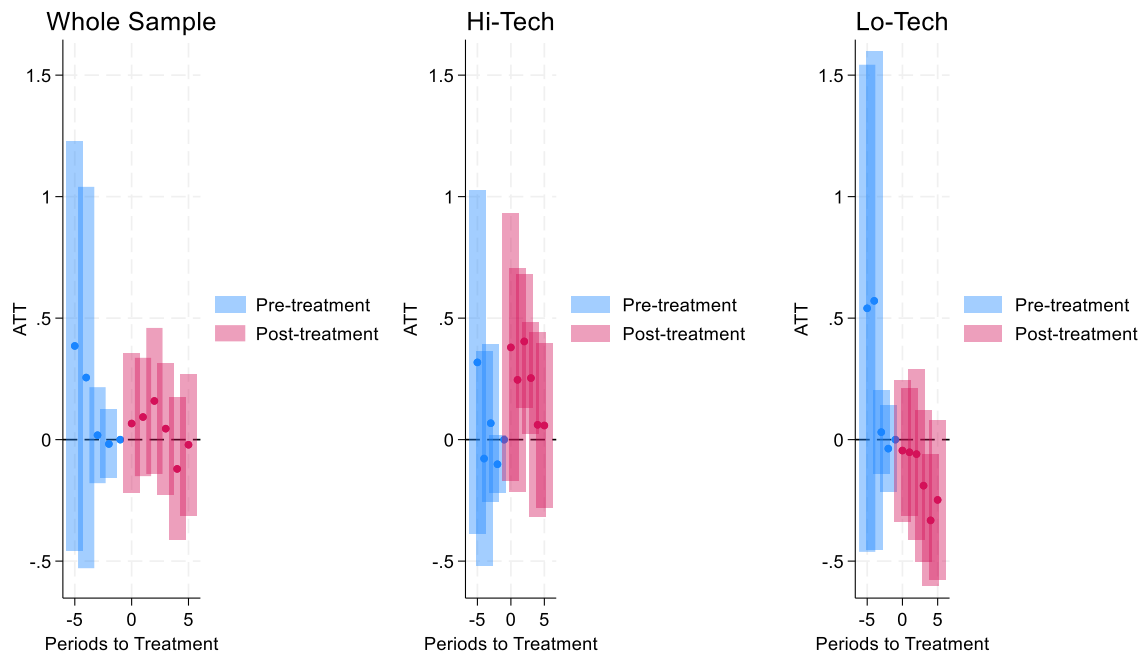 Whole Sample
1.5
1
.5
0
-.5
ATT
-5 0 5
Periods to Treatment
Pre-treatment
Post-treatment
Hi-Tech
1.5
1
.5
0
-.5
ATT
-5 0 5
Periods to Treatment
Pre-treatment
Post-treatment
Lo-Tech
1.5
1
.5
0
-.5
ATT
-5 0 5
Periods to Treatment
Pre-treatment
Post-treatment